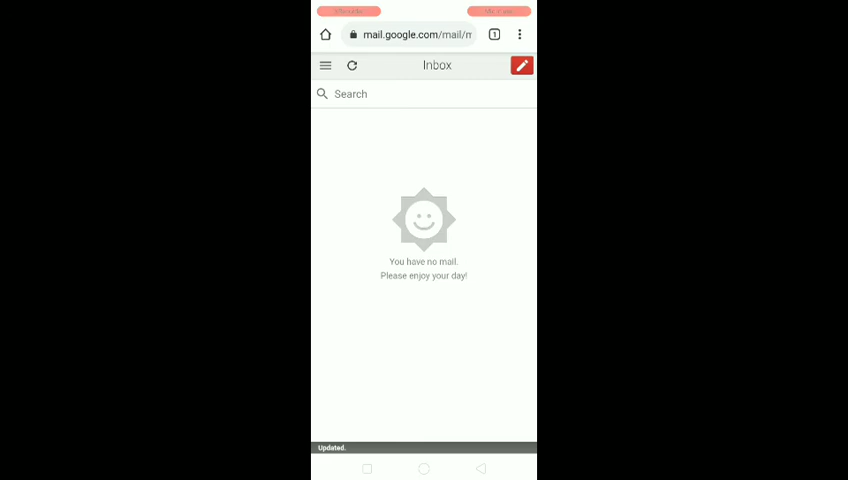 mail.google.com/mail/m
1
Inbox
Search
You have no mail.
Please enjoy your day!
Updated.